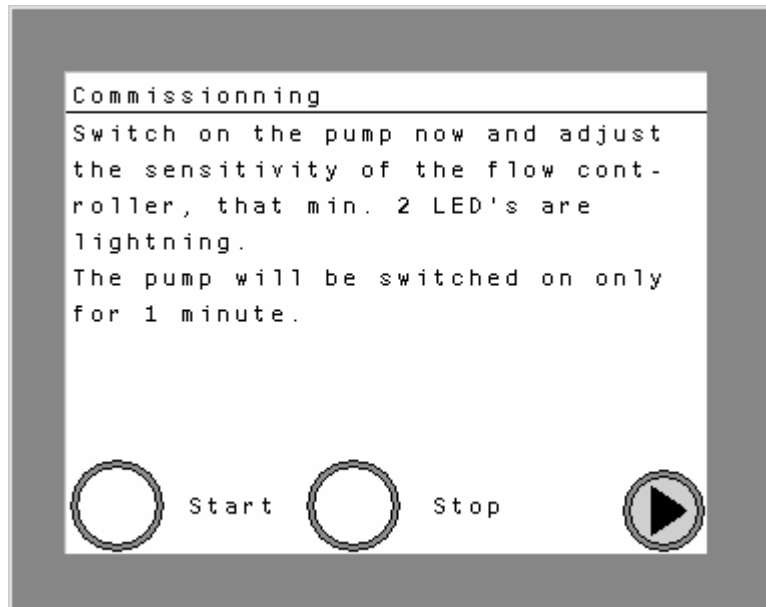 Commissionning
Switch on the pump now and adjust
the sensitivity of the flow cont-
roller, that min. 2 LED's are
lightning.
The pump will be switched on only
for 1 minute.
Start Stop